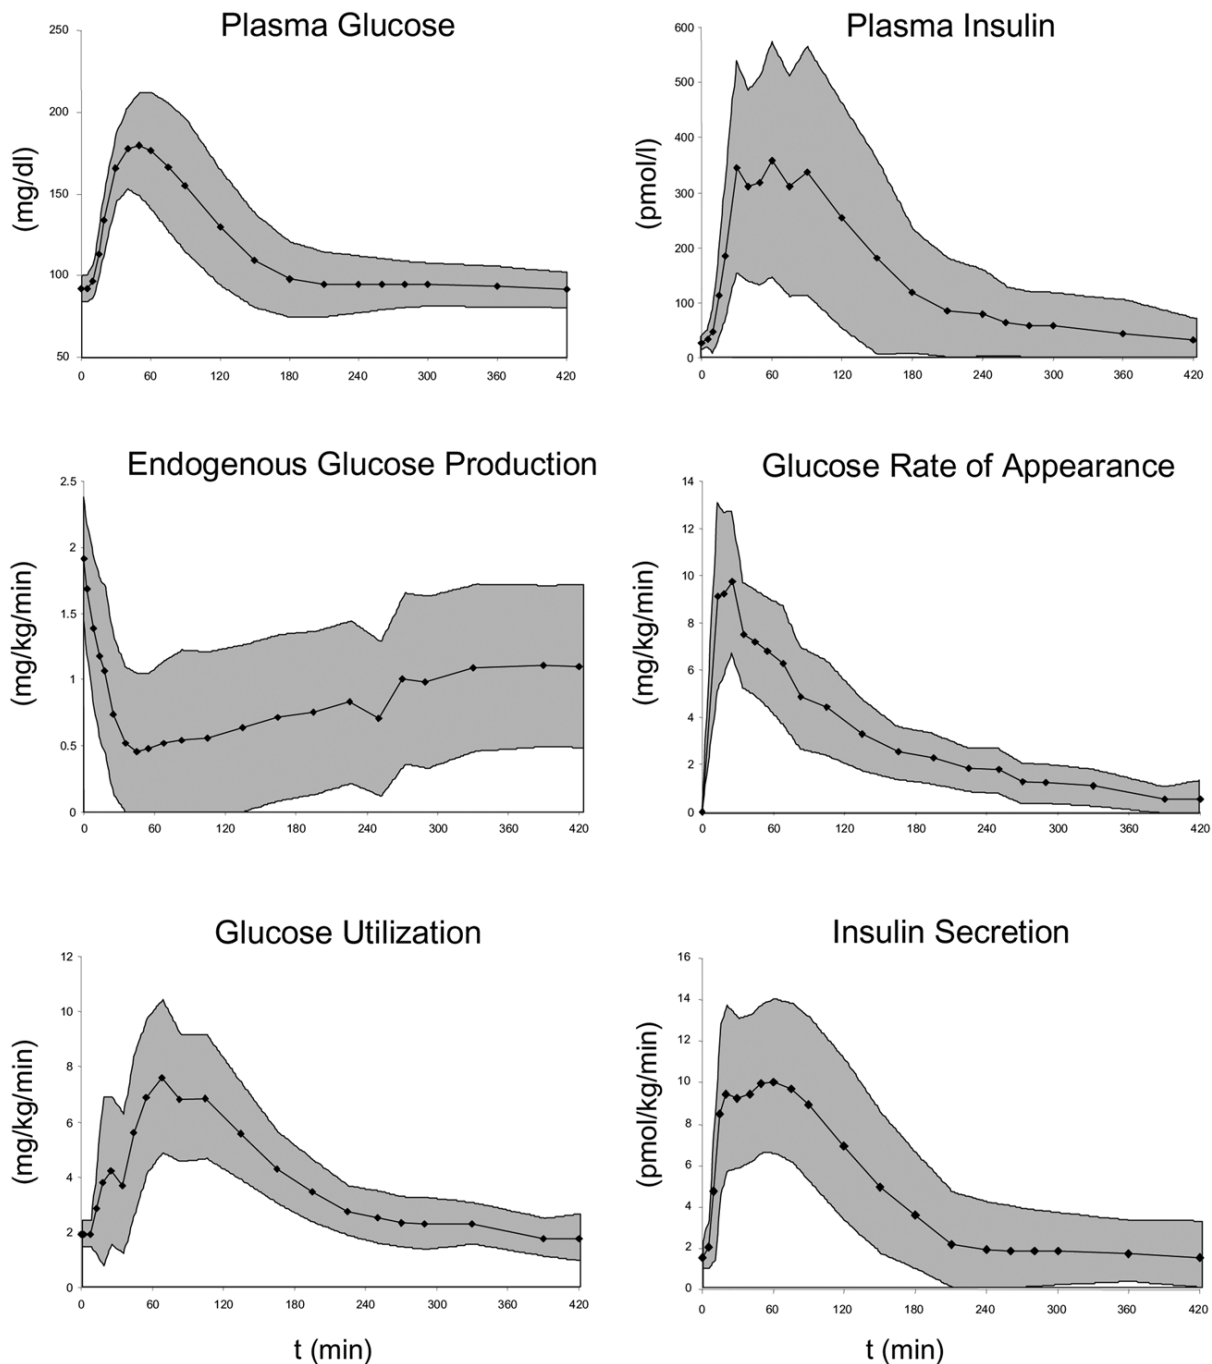 Plasma Glucose
(mg/dl)
250
200
150
100
50
0 60 120 180 240 300 360 420
Plasma Insulin
(pmol/l)
600
500
400
300
200
100
0
0 60 120 180 240 300 360 420
Endogenous Glucose Production
(mg/kg/min)
2.5
2
1.5
1
0.5
0
0 60 120 180 240 300 360 420
Glucose Rate of Appearance
(mg/kg/min)
14
12
10
8
6
4
2
0
0 60 120 180 240 300 360 420
Glucose Utilization
(mg/kg/min)
12
10
8
6
4
2
0
0 60 120 180 240 300 360 420
t (min)
Insulin Secretion
(pmol/kg/min)
16
14
12
10
8
6
4
2
0
0 60 120 180 240 300 360 420
t (min)